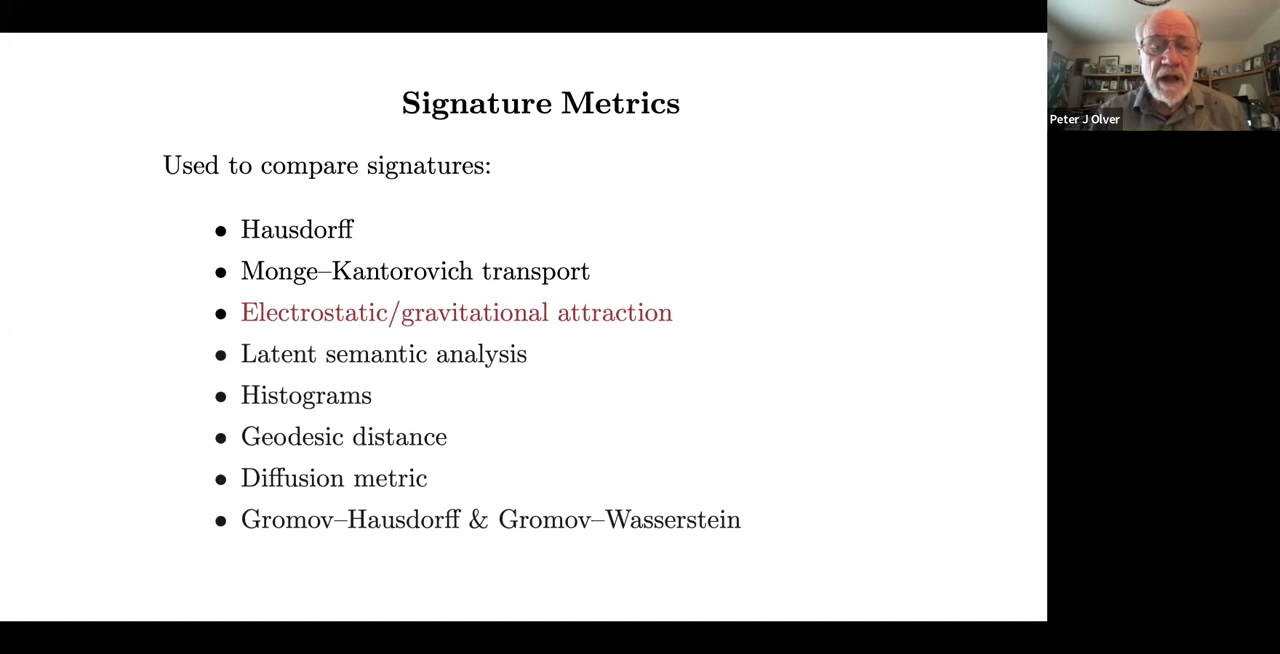 Signature Metrics
Used to compare signatures:
• Hausdorff
• Monge–Kantorovich transport
• Electrostatic/gravitational attraction
• Latent semantic analysis
• Histograms
• Geodesic distance
• Diffusion metric
• Gromov–Hausdorff & Gromov–Wasserstein
Peter J Olver